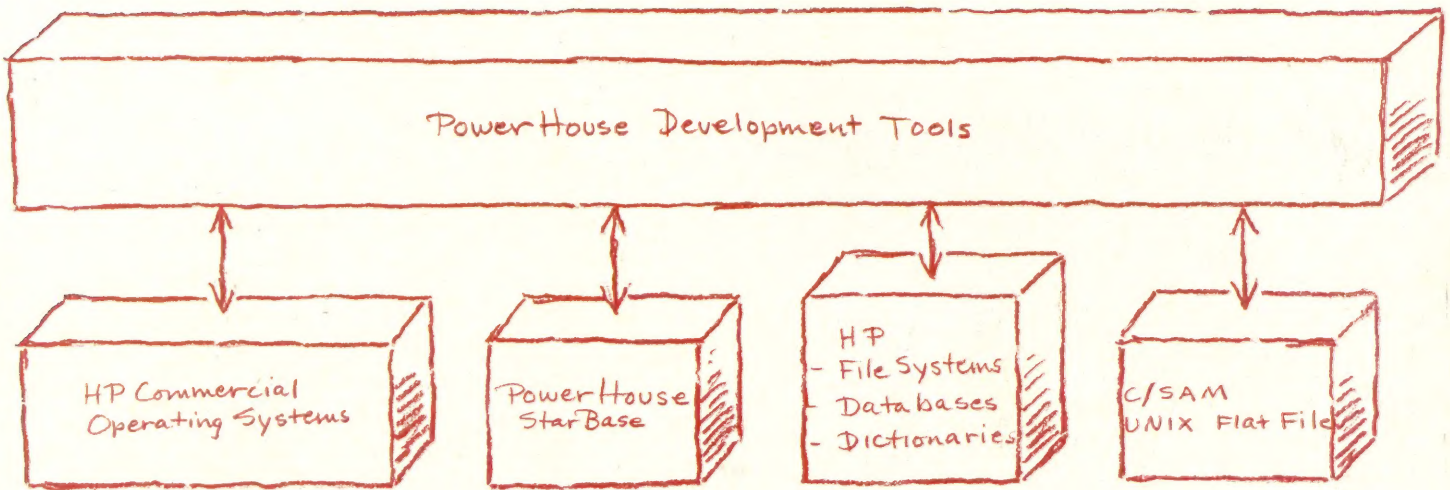 PowerHouse Development Tools
HP Commercial
Operating Systems
PowerHouse
StarBase
HP
- File Systems
- Databases
- Dictionaries
C/SAM
UNIX Flat File